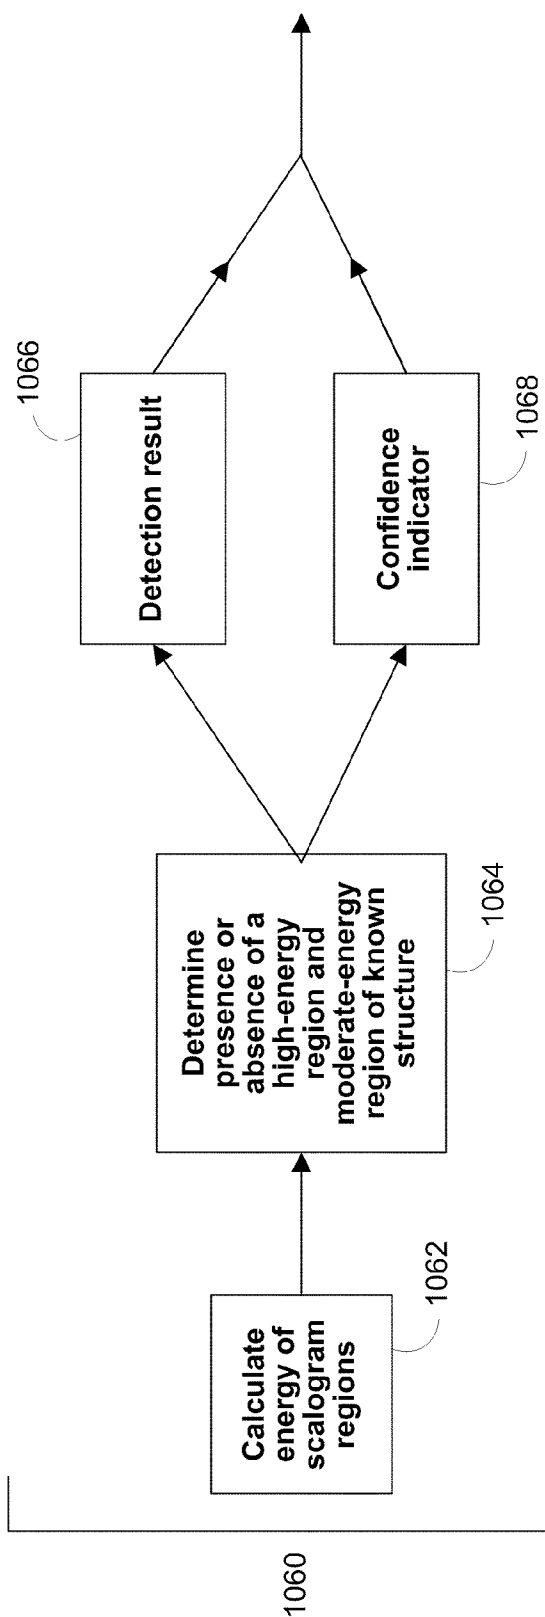 1060
Calculate
energy of
scalogram
regions
1062
Determine
presence or
absence of a
high-energy
region and
moderate-energy
region of known
structure
1064
Detection result
1066
Confidence
indicator
1068